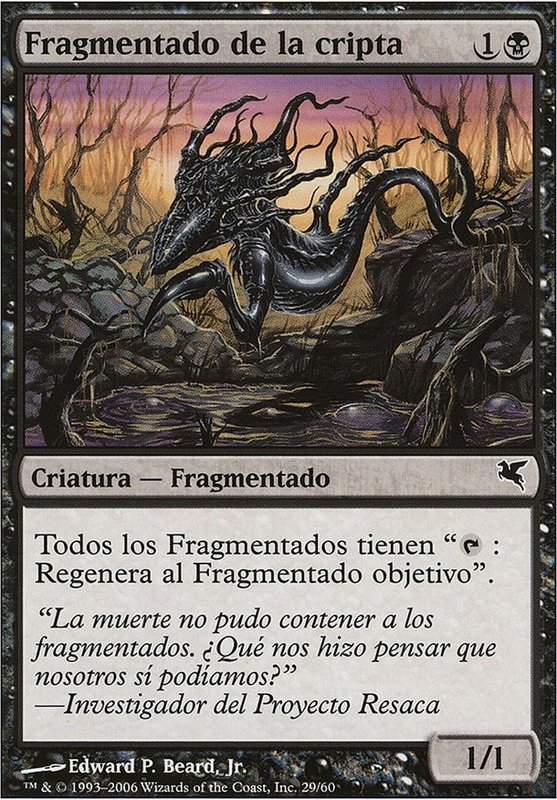 Fragmentado de la cripta 1
Criatura — Fragmentado
Todos los Fragmentados tienen “ :
Regenera al Fragmentado objetivo”.
“La muerte no pudo contener a los
fragmentados. ¿Qué nos hizo pensar que
nosotros sí podíamos?”
—Investigador del Proyecto Resaca
Edward P. Beard, Jr.
1/1
™ & © 1993–2006 Wizards of the Coast, Inc. 29/60